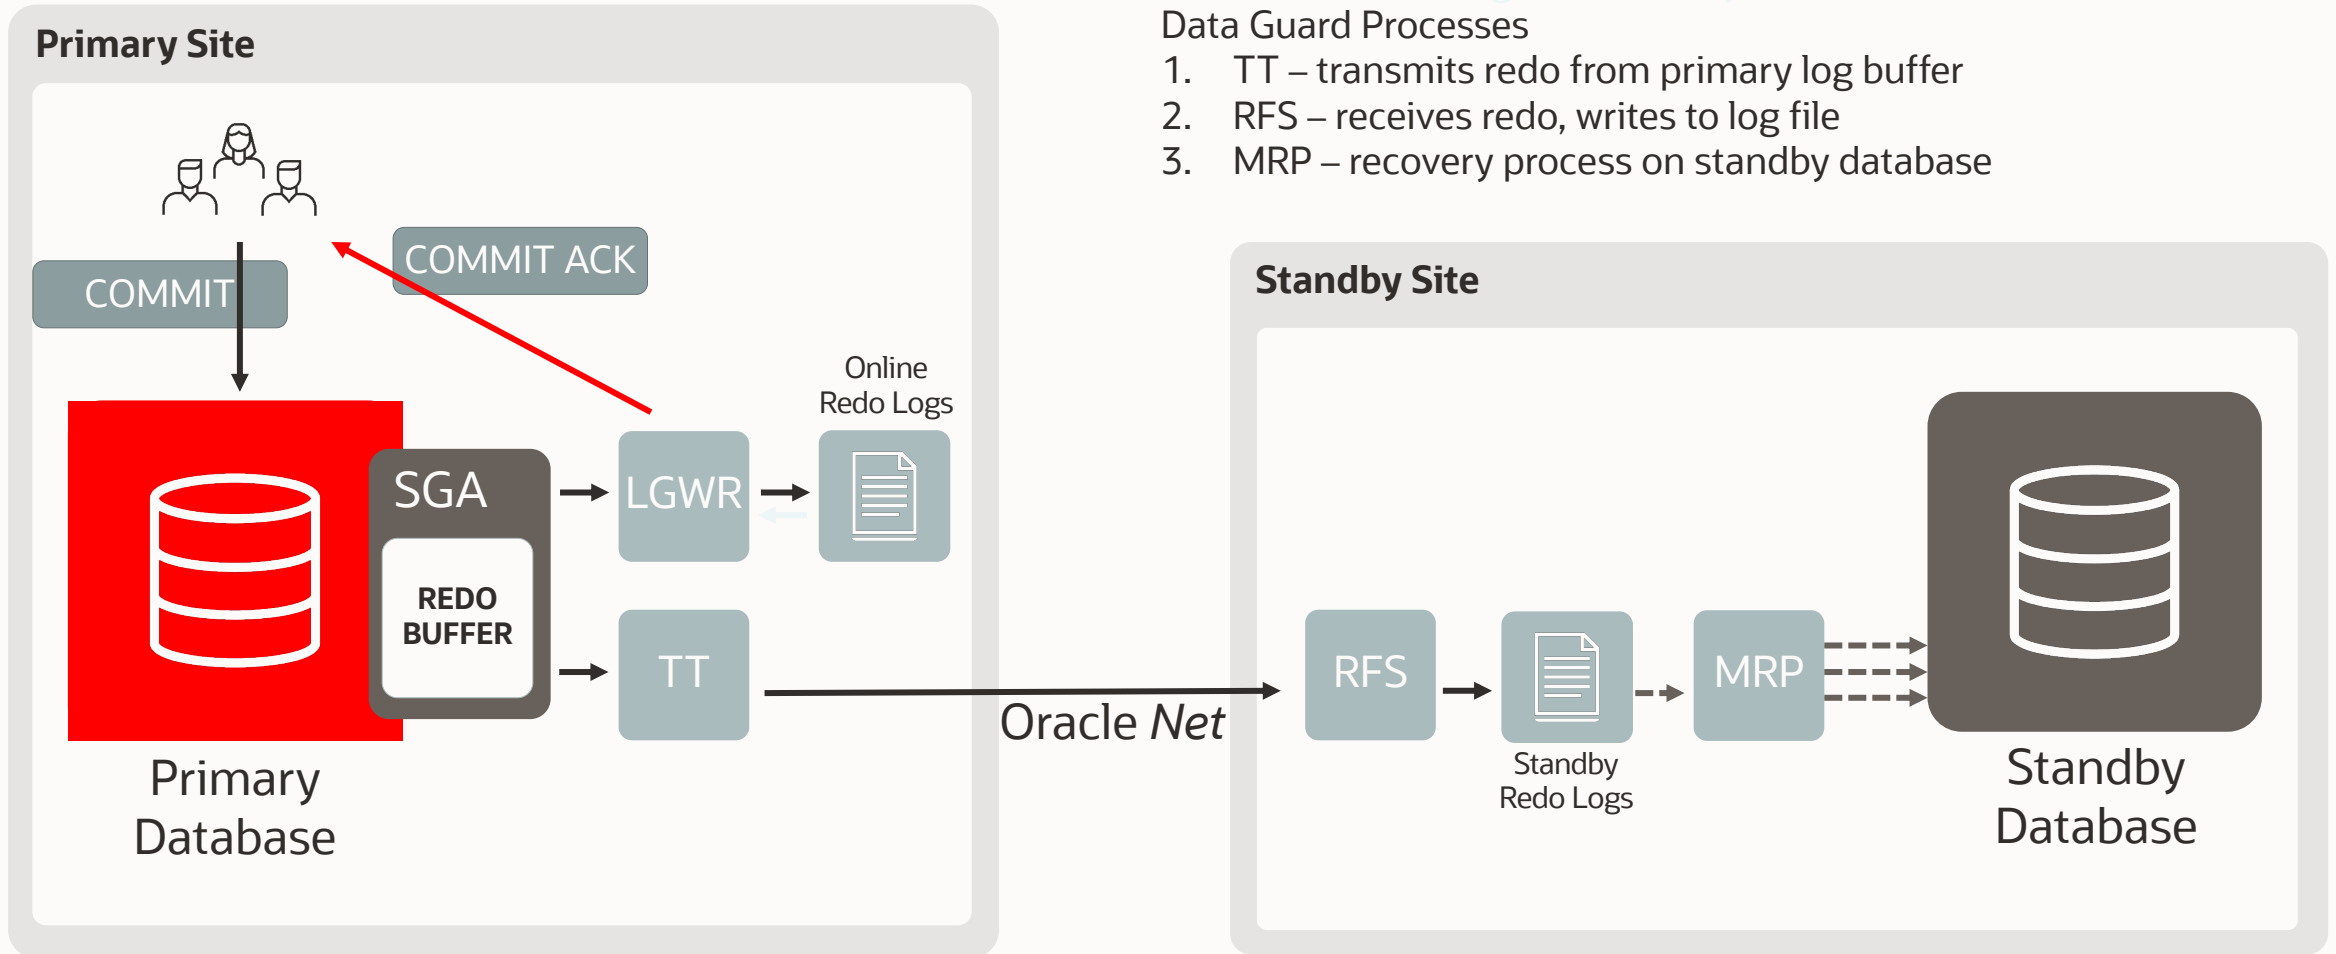 Primary Site
COMMIT
COMMIT ACK
Online
Redo Logs
SGA
REDO
BUFFER
LGWR
TT
Primary
Database
Oracle Net
Data Guard Processes
1. TT – transmits redo from primary log buffer
2. RFS – receives redo, writes to log file
3. MRP – recovery process on standby database
Standby Site
RFS
Standby
Redo Logs
MRP
Standby
Database